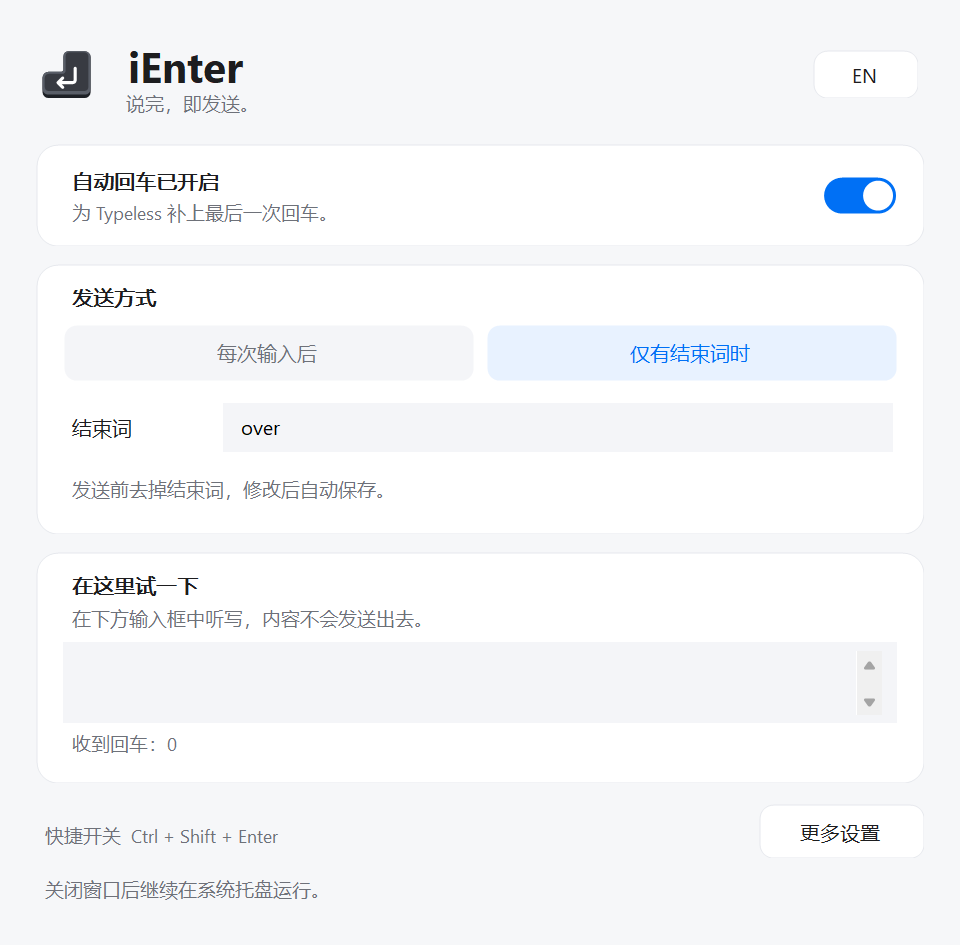 iEnter
说完，即发送。
EN
自动回车已开启
为 Typeless 补上最后一次回车。
发送方式
每次输入后
仅有结束词时
结束词
over
发送前去掉结束词，修改后自动保存。
在这里试一下
在下方输入框中听写，内容不会发送出去。
收到回车：0
快捷开关 Ctrl + Shift + Enter
更多设置
关闭窗口后继续在系统托盘运行。